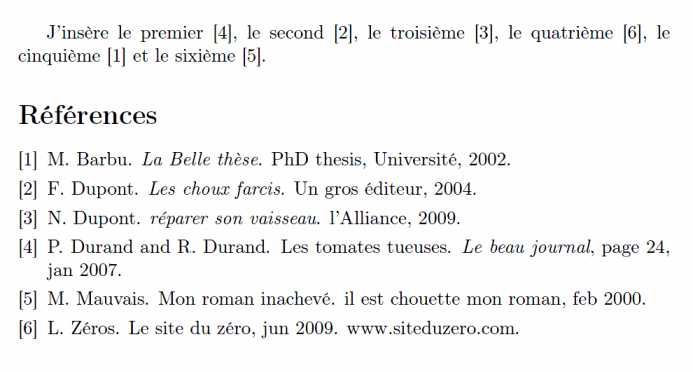 J'insère le premier [4], le second [2], le troisième [3], le quatrième [6], le
cinquième [1] et le sixième [5].
Références
[1] M. Barbu. La Belle thèse. PhD thesis, Université, 2002.
[2] F. Dupont. Les choux farcis. Un gros éditeur, 2004.
[3] N. Dupont. réparer son vaisseau. l'Alliance, 2009.
[4] P. Durand and R. Durand. Les tomates tueuses. Le beau journal, page 24,
jan 2007.
[5] M. Mauvais. Mon roman inachevé. il est chouette mon roman, feb 2000.
[6] L. Zéros. Le site du zéro, jun 2009. www.siteduzero.com.